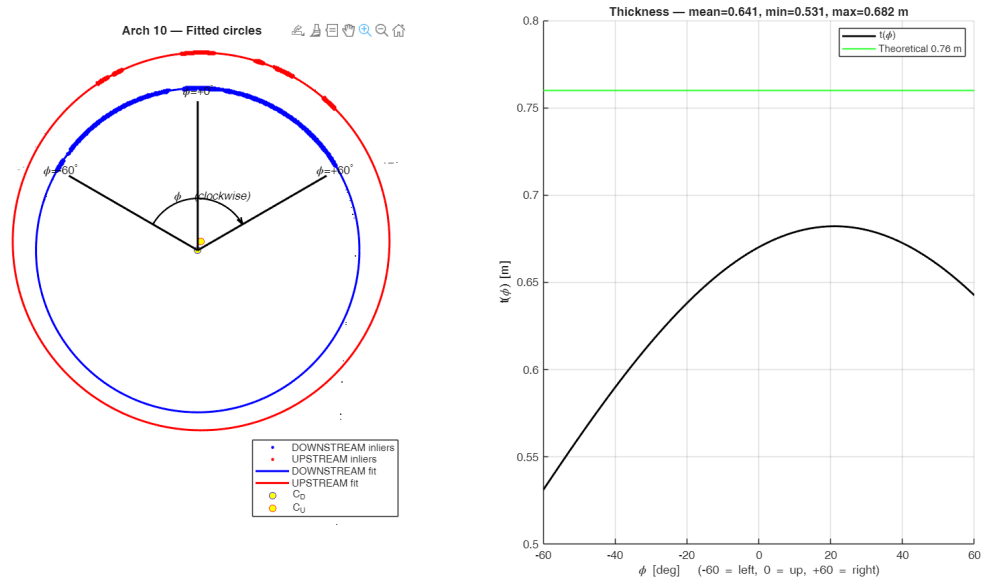 Arch 10 — Fitted circles
ϕ=+0°
ϕ=-60°
ϕ=+60°
ϕ (clockwise)
DOWNSTREAM inliers
UPSTREAM inliers
DOWNSTREAM fit
UPSTREAM fit
C_D
C_U
Thickness — mean=0.641, min=0.531, max=0.682 m
t(ϕ)
Theoretical 0.76 m
t(ϕ) [m]
0.8
0.75
0.7
0.65
0.6
0.55
0.5
-60 -40 -20 0 20 40 60
ϕ [deg] (-60 = left, 0 = up, +60 = right)